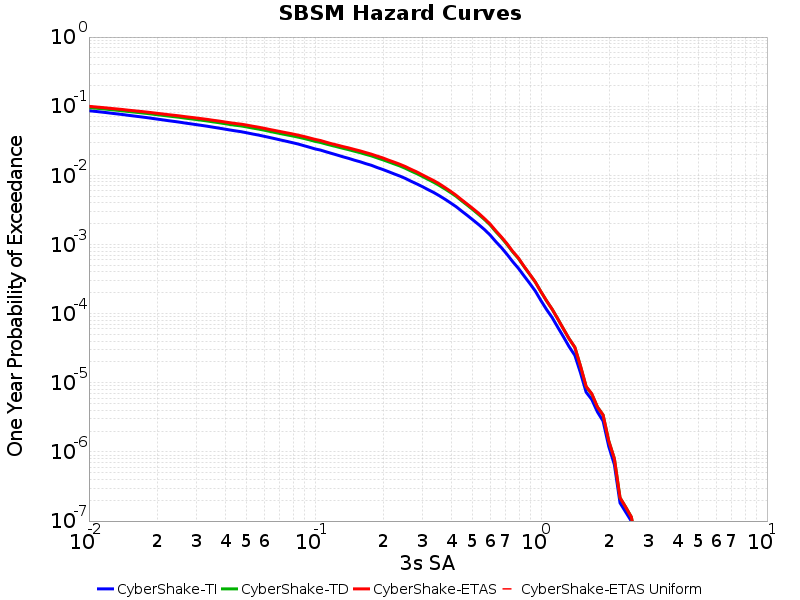 SBSM Hazard Curves
One Year Probability of Exceedance
10^0
10^-1
10^-2
10^-3
10^-4
10^-5
10^-6
10^-7
10^-2 2 3 4 5 6 10^-1 2 3 4 5 6 7 10^0 2 3 4 5 6 7 10^1
3s SA
CyberShake-TI CyberShake-TD CyberShake-ETAS CyberShake-ETAS Uniform